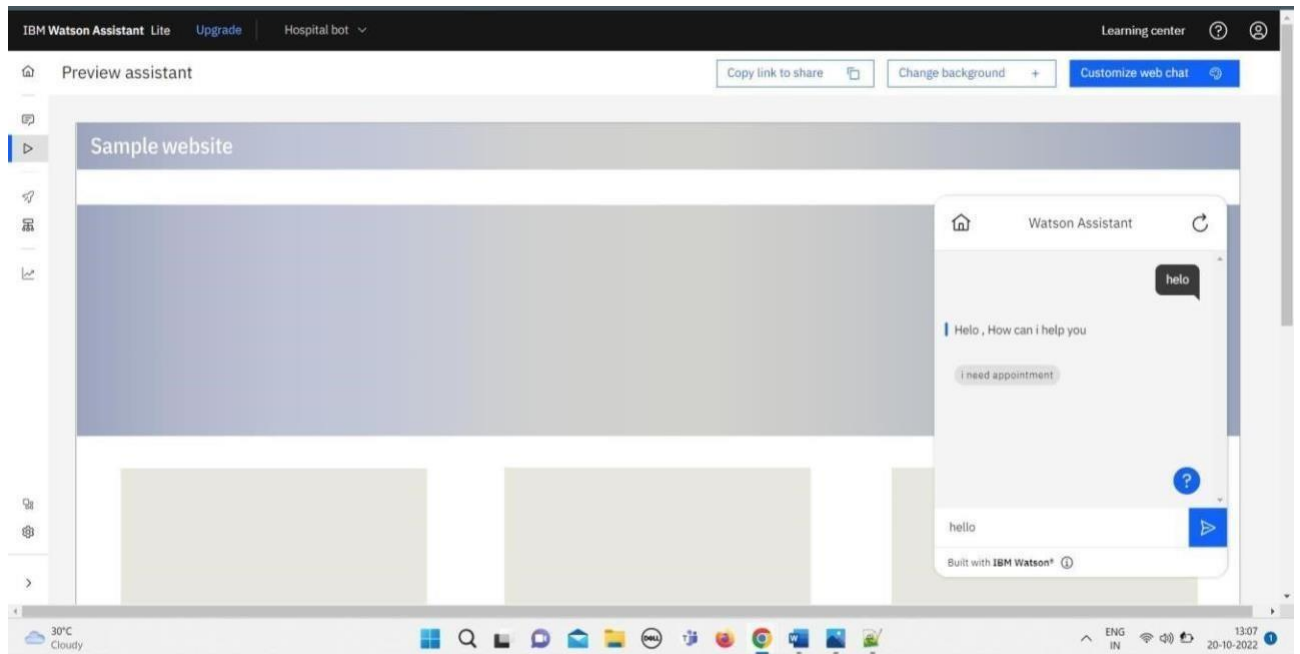 IBM Watson Assistant Lite Upgrade Hospital bot Learning center
Preview assistant Copy link to share Change background + Customize web chat
Sample website
Watson Assistant
helo
Helo , How can i help you
i need appointment
?
hello
Built with IBM Watson®
30°C
Cloudy
DELL
ENG
IN
13:07
20-10-2022
1